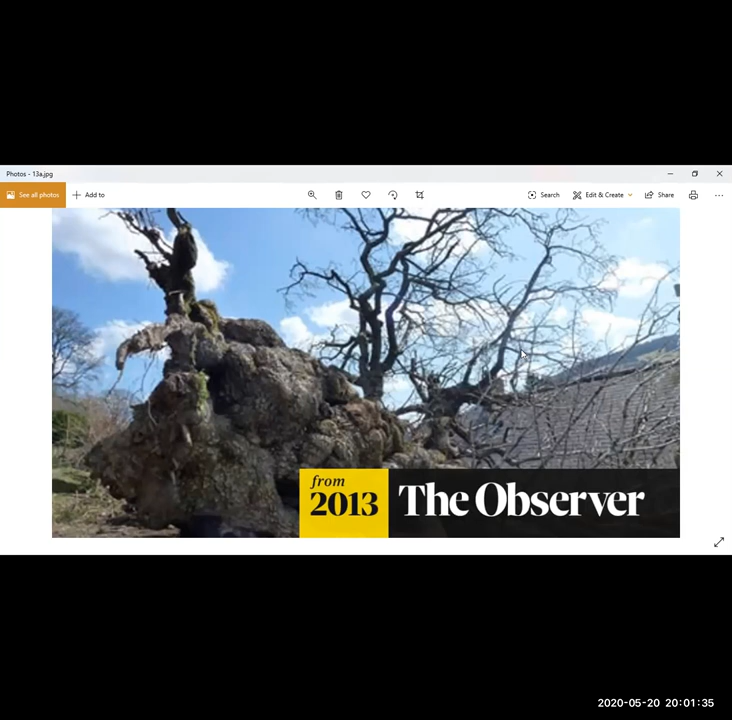 Photos - 13a.jpg
See all photos
Add to
Search
Edit & Create
Share
from
2013
The Observer
2020-05-20 20:01:35